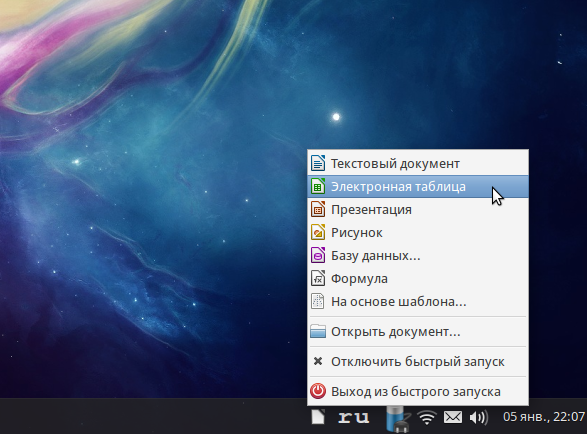 Текстовый документ
Электронная таблица
Презентация
Рисунок
Базу данных...
Формула
На основе шаблона...
Открыть документ...
Отключить быстрый запуск
Выход из быстрого запуска
ru
05 янв., 22:07